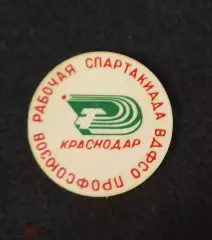 РАБОЧАЯ СПАРТАКИАДА ВДФСО ПРОФСОЮЗОВ
КРАСНОДАР